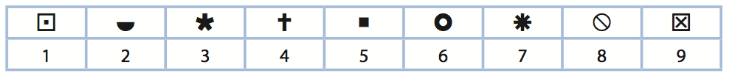 ⊡ ◒ * ✝ ■ O ✳ ⃠ ☒
1 2 3 4 5 6 7 8 9